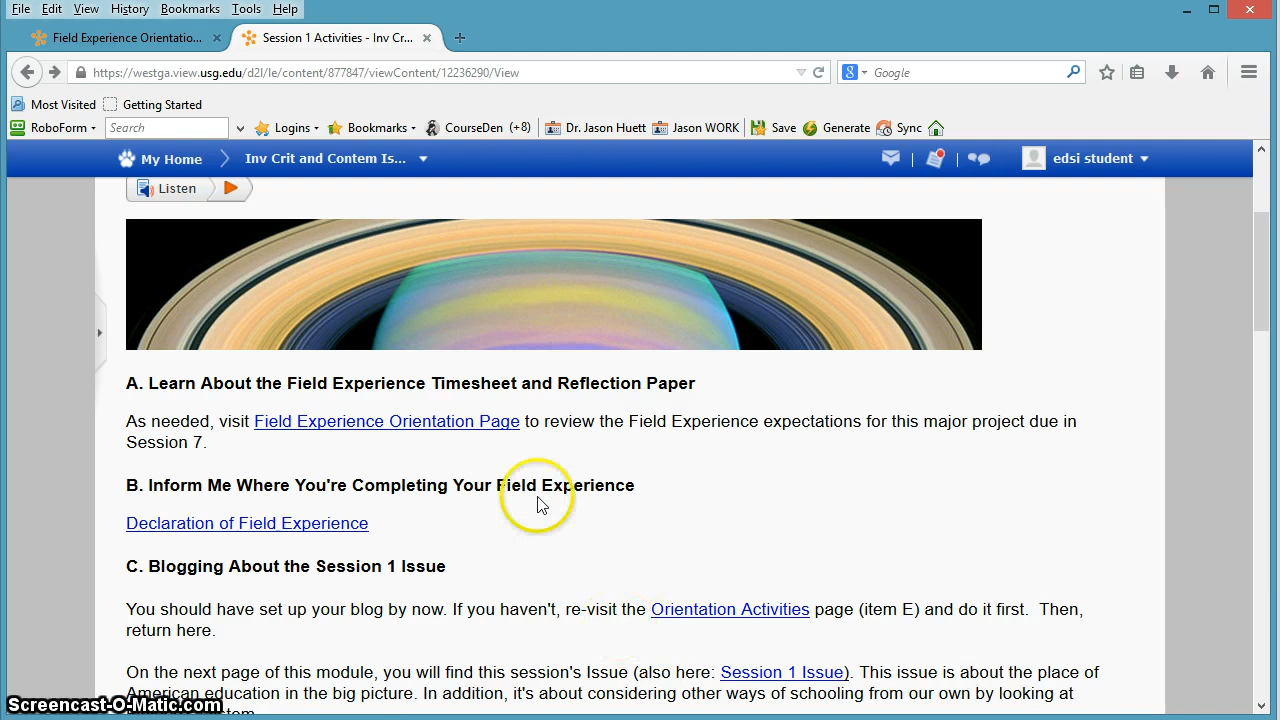 File Edit View History Bookmarks Tools Help
Field Experience Orientatio... Session 1 Activities - Inv Cr...
https://westga.view.usg.edu/d2l/le/content/877847/viewContent/12236290/View Google
Most Visited Getting Started
RoboForm Search Logins Bookmarks CourseDen (+8) Dr. Jason Huett Jason WORK Save Generate Sync
My Home Inv Crit and Contem Is... edsi student
Listen
A. Learn About the Field Experience Timesheet and Reflection Paper
As needed, visit Field Experience Orientation Page to review the Field Experience expectations for this major project due in
Session 7.
B. Inform Me Where You're Completing Your Field Experience
Declaration of Field Experience
C. Blogging About the Session 1 Issue
You should have set up your blog by now. If you haven't, re-visit the Orientation Activities page (item E) and do it first. Then,
return here.
On the next page of this module, you will find this session's Issue (also here: Session 1 Issue). This issue is about the place of
American education in the big picture. In addition, it's about considering other ways of schooling from our own by looking at
Screencast-O-Matic.com